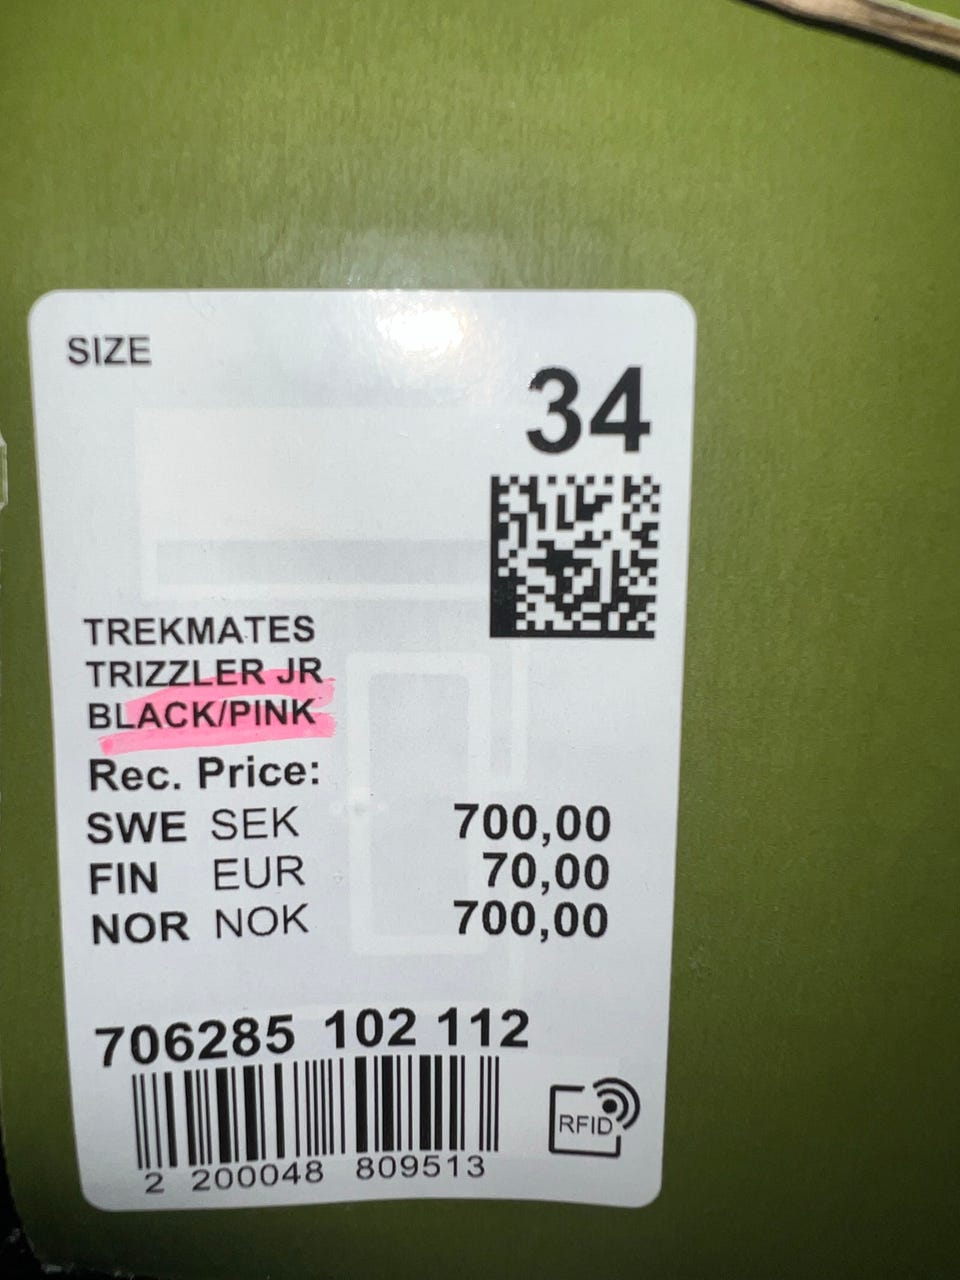 SIZE
34
TREKMATES
TRIZZLER JR
BLACK/PINK
Rec. Price:
SWE SEK 700,00
FIN EUR 70,00
NOR NOK 700,00
706285 102 112
RFID
2 200048 809513